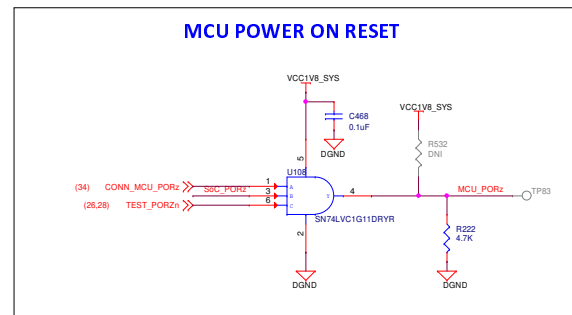 MCU POWER ON RESET
VCC1V8_SYS
C468
0.1uF
DGND
VCC1V8_SYS
R532
DNI
5
U108
(34) CONN_MCU_PORz 1 A
SoC_PORz 3 B
(26,28) TEST_PORZn 6 C
Y 4
MCU_PORz
TP83
SN74LVC1G11DRYR
2
R222
4.7K
DGND
DGND